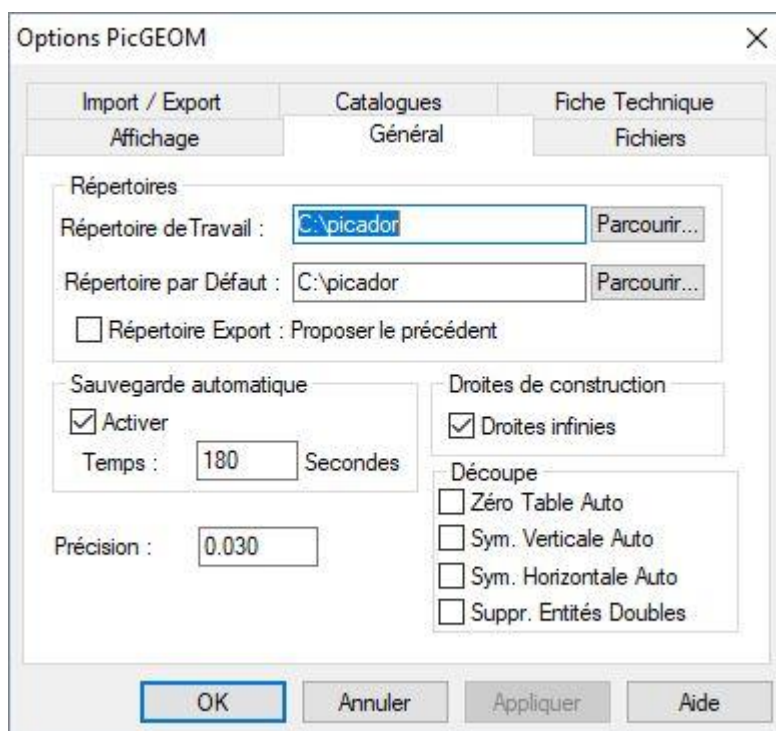 Options PicGEOM
Import / Export Catalogues Fiche Technique
Affichage Général Fichiers
Répertoires
Répertoire de Travail : C:\picador Parcourir...
Répertoire par Défaut : C:\picador Parcourir...
Répertoire Export : Proposer le précédent
Sauvegarde automatique
Activer
Temps : 180 Secondes
Droites de construction
Droites infinies
Découpe
Zéro Table Auto
Sym. Verticale Auto
Sym. Horizontale Auto
Suppr. Entités Doubles
Précision : 0.030
OK Annuler Appliquer Aide